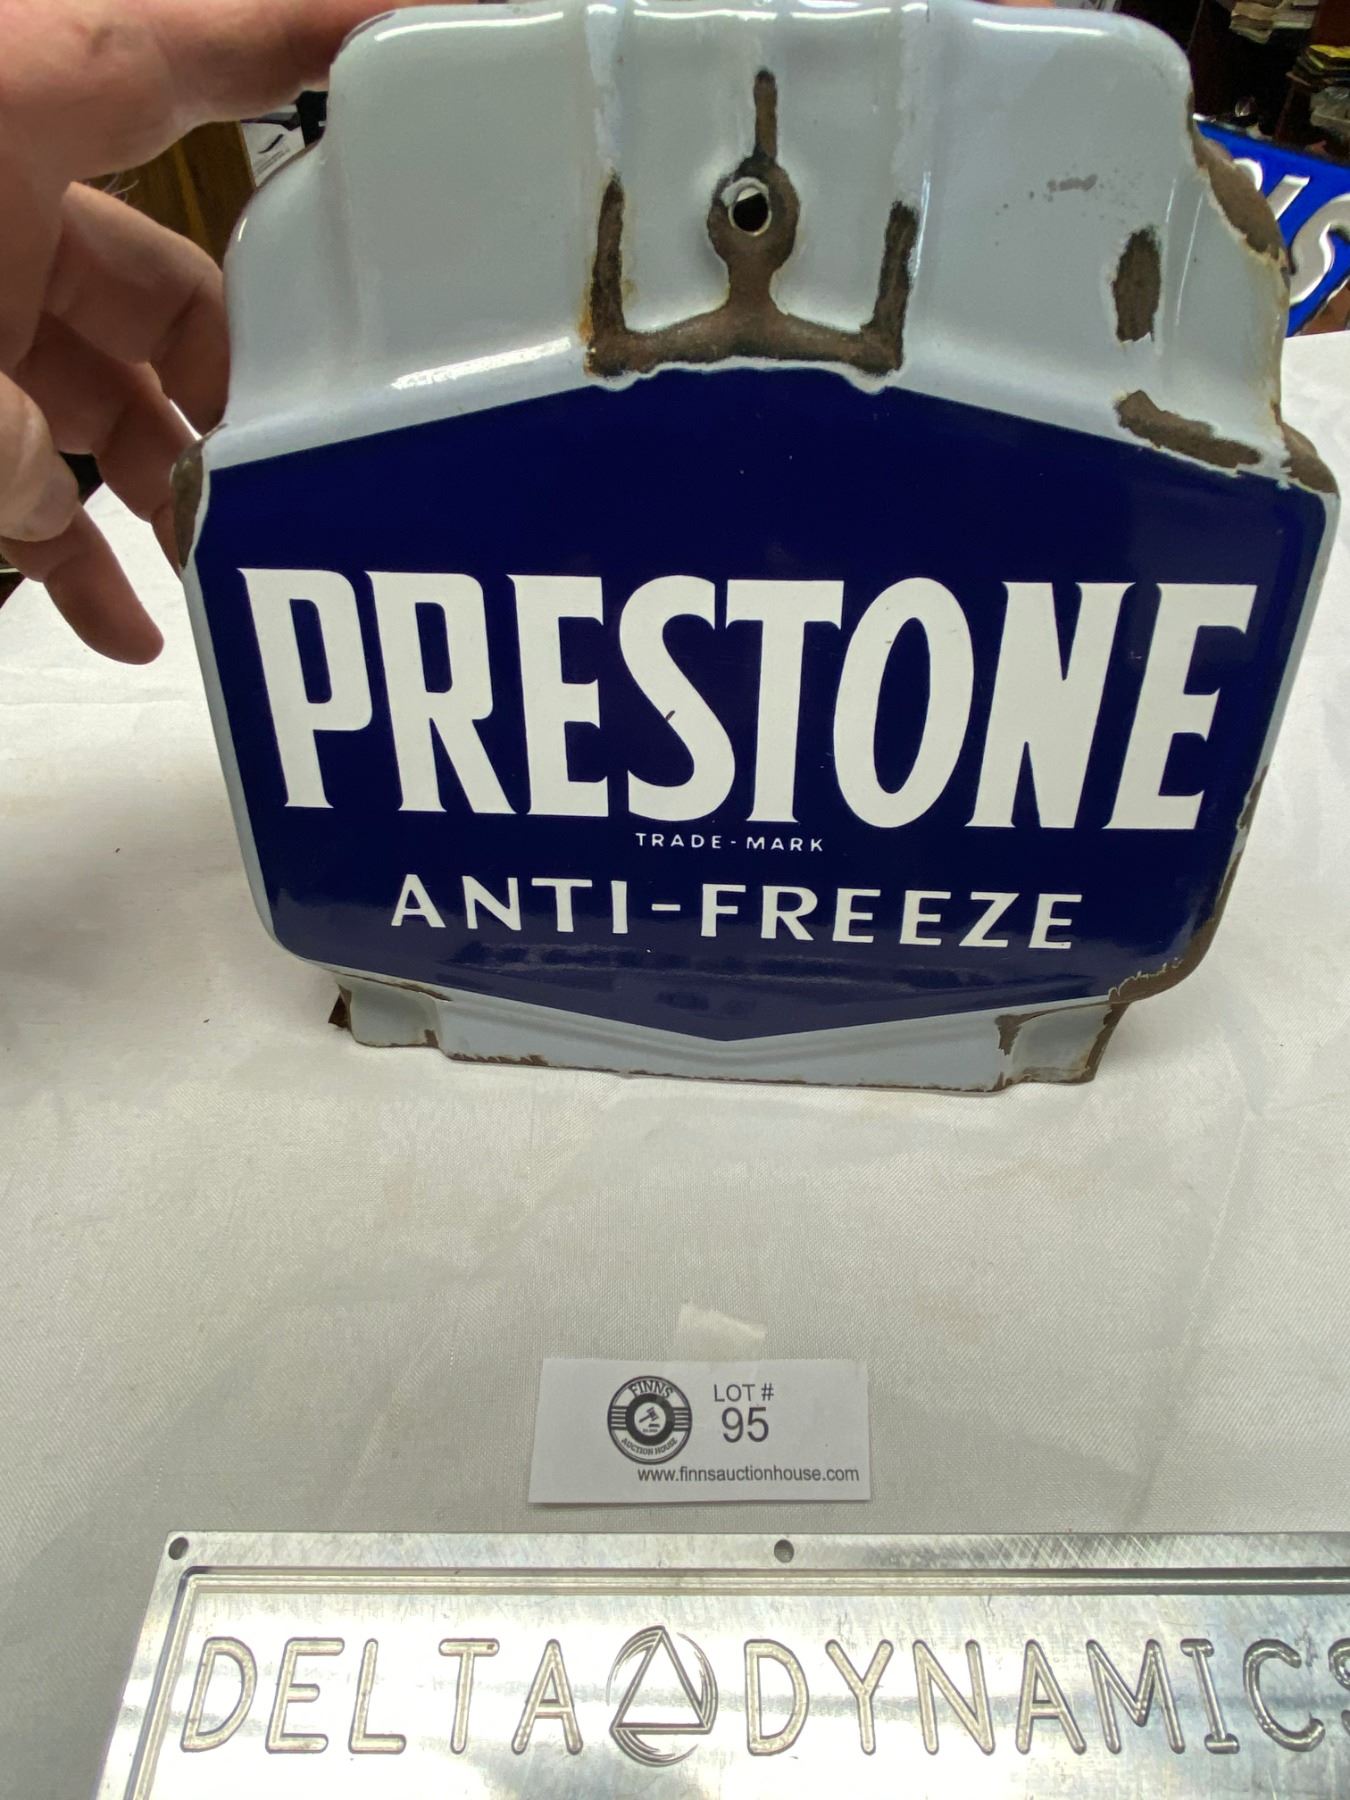 PRESTONE
TRADE-MARK
ANTI-FREEZE
FINNS
AUCTION HOUSE
LOT #
95
www.finnsauctionhouse.com
DELTA DYNAMICS